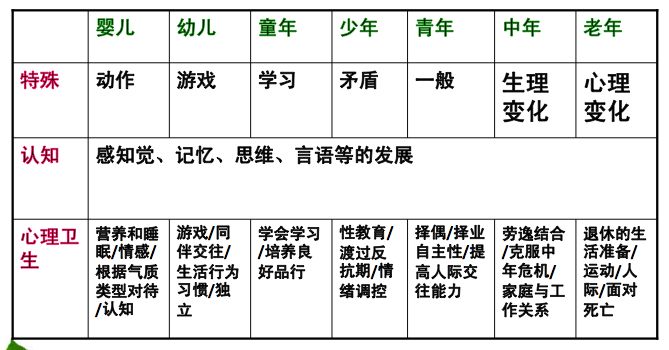 婴儿 幼儿 童年 少年 青年 中年 老年
特殊 动作 游戏 学习 矛盾 一般 生理变化 心理变化
认知 感知觉、记忆、思维、言语等的发展
心理卫生
营养和睡
眠/情感/
根据气质
类型对待
/认知
游戏/同
伴交往/
生活行为
习惯/独
立
学会学习
/培养良
好品行
性教育/
渡过反
抗期/情
绪调控
择偶/择业
自主性/提
高人际交
往能力
劳逸结合
/克服中
年危机/
家庭与工
作关系
退休的生
活准备/
运动/人
际/面对
死亡